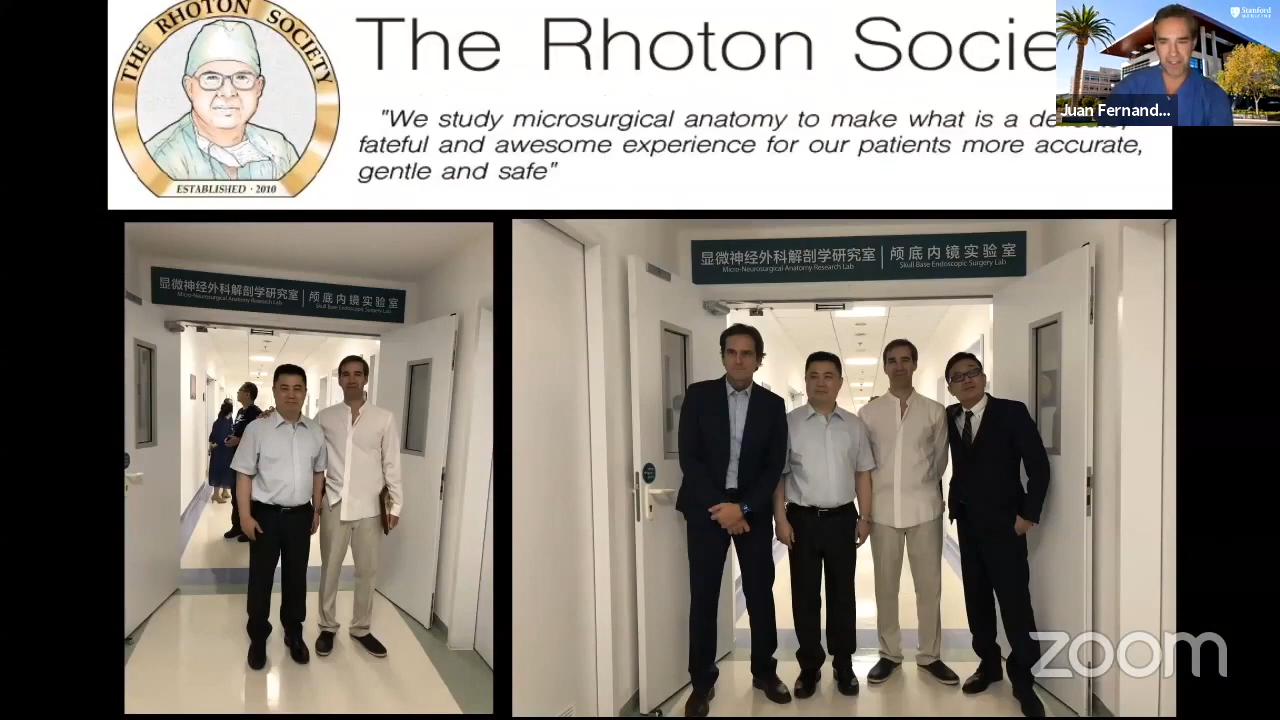 THE RHOTON SOCIETY
ESTABLISHED · 2010
The Rhoton Socie
"We study microsurgical anatomy to make what is a
fateful and awesome experience for our patients more accurate,
gentle and safe"
Stanford
MEDICINE
Juan Fernand...
显微神经外科解剖学研究室 | 颅底内镜实验室
Micro-Neurosurgical Anatomy Research Lab Skull Base Endoscopic Surgery Lab
显微神经外科解剖学研究室 | 颅底内镜实验室
Micro-Neurosurgical Anatomy Research Lab Skull Base Endoscopic Surgery Lab
zoom